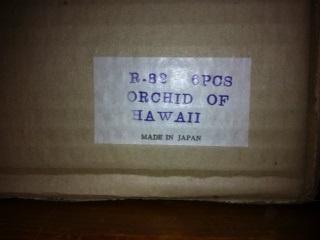 R-82 6PCS
ORCHID OF
HAWAII
MADE IN JAPAN